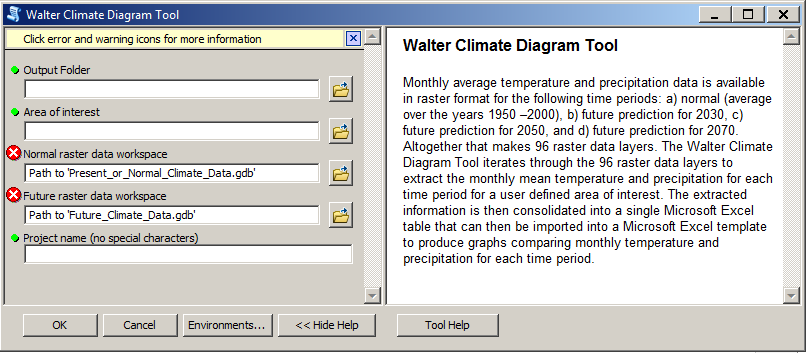 Walter Climate Diagram Tool
Click error and warning icons for more information
Output Folder
Area of interest
Normal raster data workspace
Path to 'Present_or_Normal_Climate_Data.gdb'
Future raster data workspace
Path to 'Future_Climate_Data.gdb'
Project name (no special characters)
Walter Climate Diagram Tool
Monthly average temperature and precipitation data is available
in raster format for the following time periods: a) normal (average
over the years 1950 –2000), b) future prediction for 2030, c)
future prediction for 2050, and d) future prediction for 2070.
Altogether that makes 96 raster data layers. The Walter Climate
Diagram Tool iterates through the 96 raster data layers to
extract the monthly mean temperature and precipitation for each
time period for a user defined area of interest. The extracted
information is then consolidated into a single Microsoft Excel
table that can then be imported into a Microsoft Excel template
to produce graphs comparing monthly temperature and
precipitation for each time period.
OK
Cancel
Environments...
<< Hide Help
Tool Help